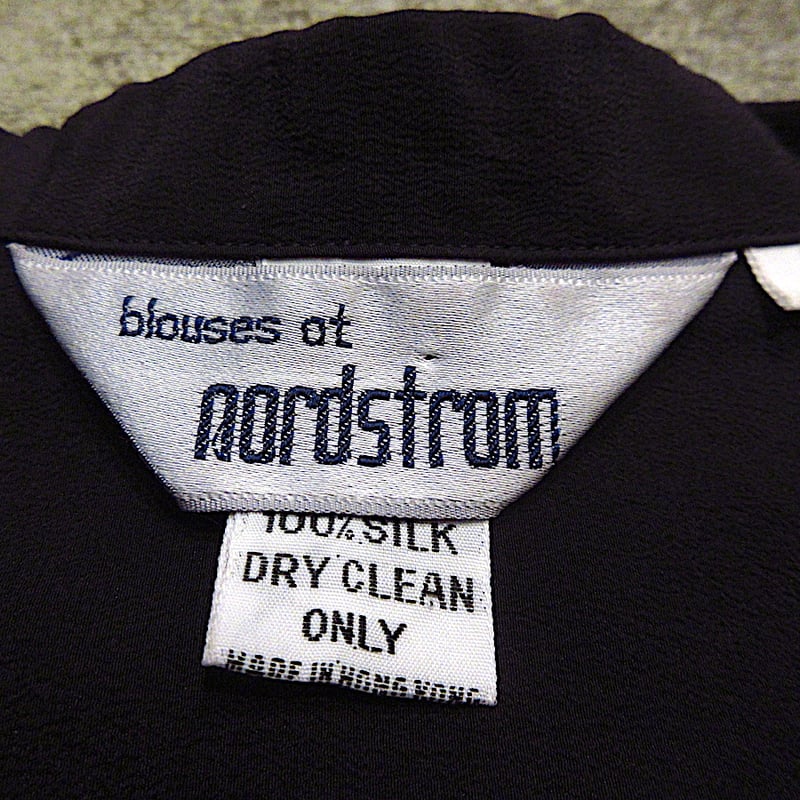 blouses at
nordstrom
100% SILK
DRY CLEAN
ONLY
MADE IN HONG KONG